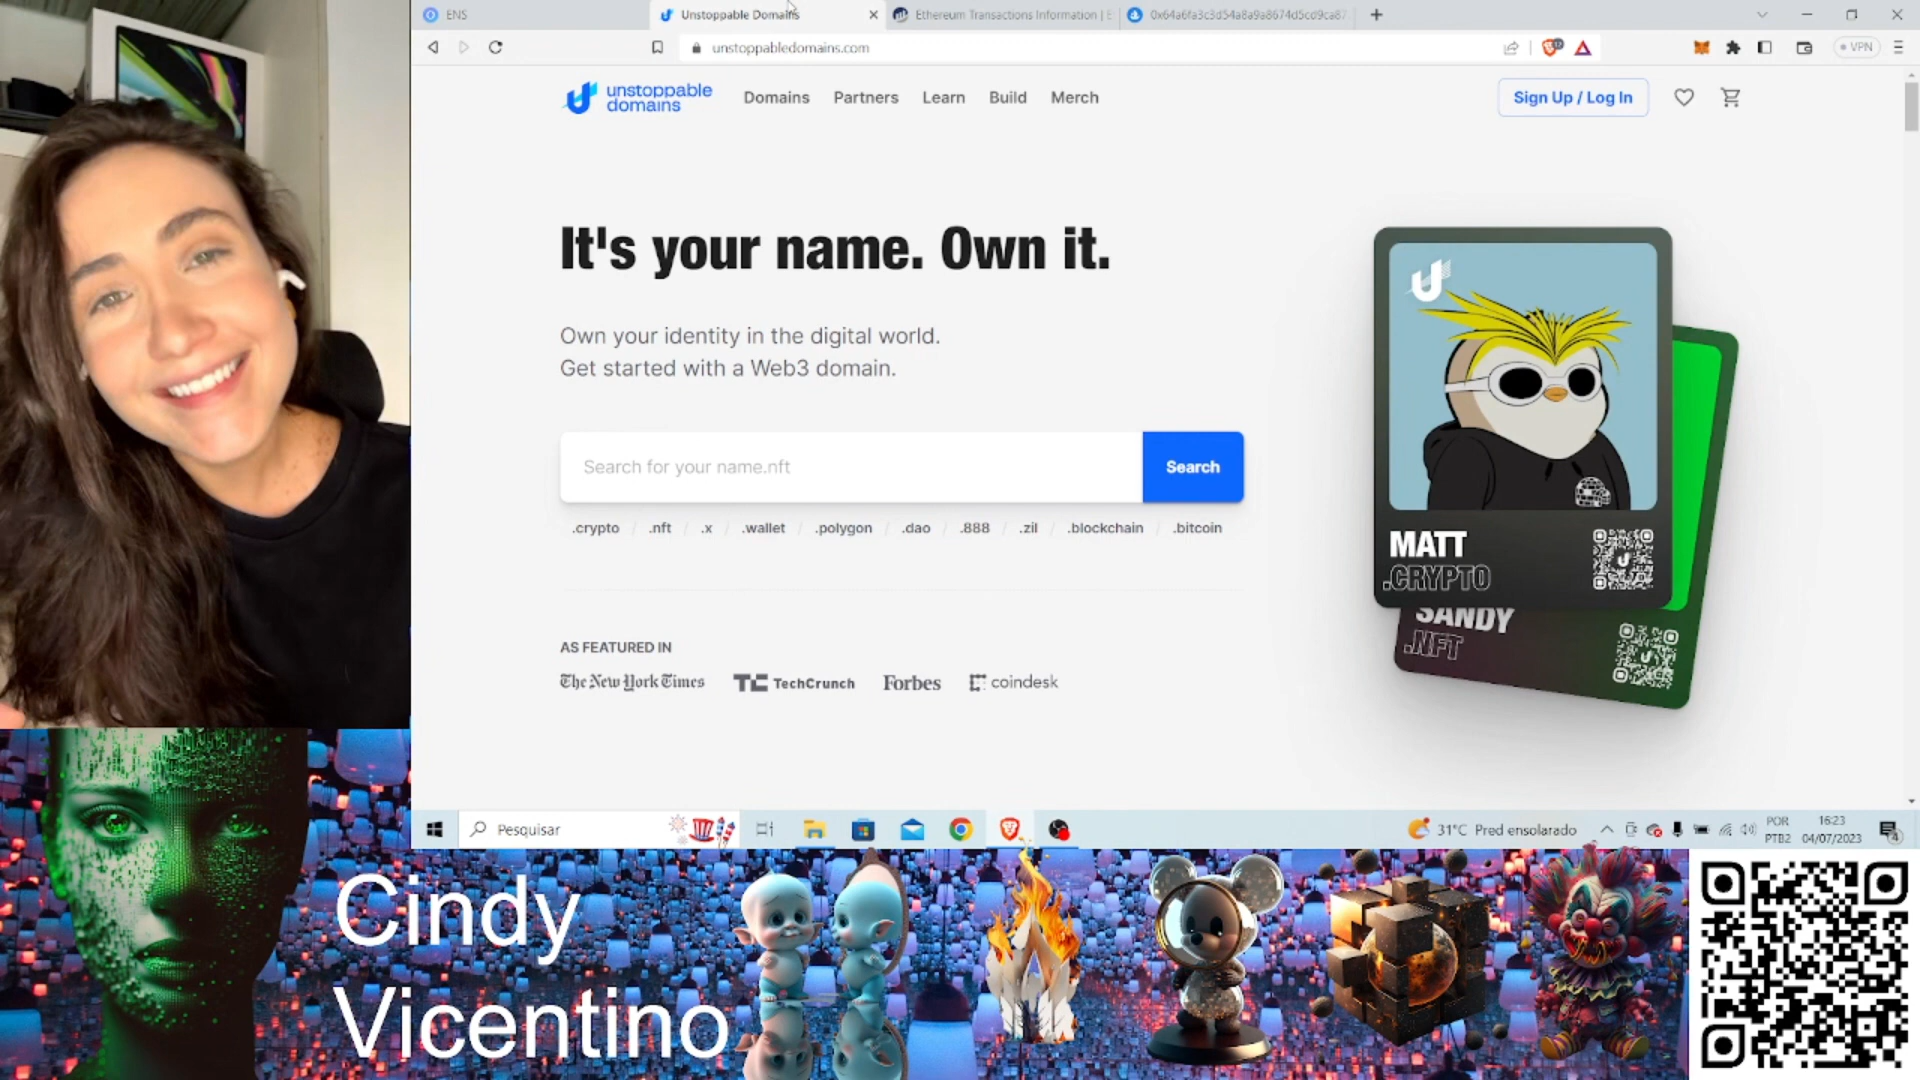 ENS
Unstoppable Domains
Ethereum Transactions Information | E
0x64a6fa3c3d54a8a9a8674d5cd9ca87
unstoppabledomains.com
VPN
unstoppable
domains
Domains
Partners
Learn
Build
Merch
Sign Up / Log In
It's your name. Own it.
Own your identity in the digital world.
Get started with a Web3 domain.
Search for your name.nft
Search
.crypto / .nft / .x / .wallet / .polygon / .dao / .888 / .zil / .blockchain / .bitcoin
AS FEATURED IN
The New York Times
TC TechCrunch
Forbes
coindesk
MATT
.CRYPTO
SANDY
.NFT
Pesquisar
31°C Pred ensolarado
POR
PTB2
16:23
04/07/2023
4
Cindy
Vicentino